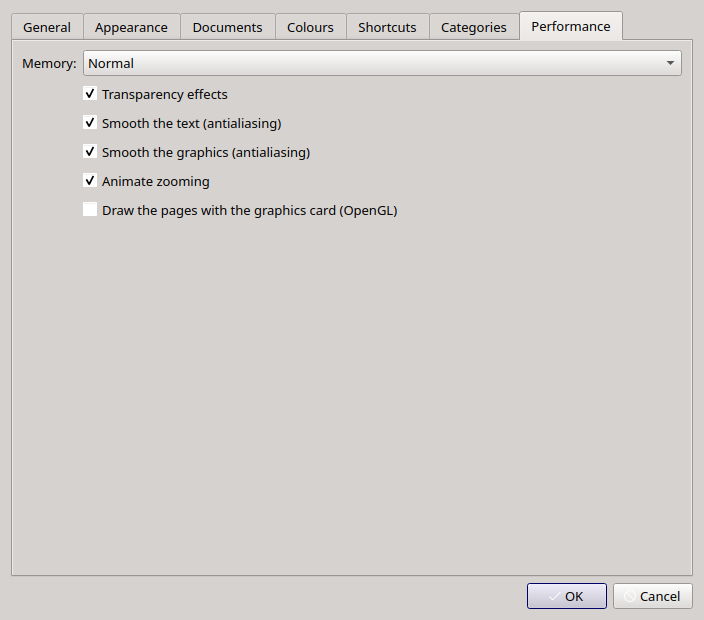 General Appearance Documents Colours Shortcuts Categories Performance
Memory: Normal
Transparency effects
Smooth the text (antialiasing)
Smooth the graphics (antialiasing)
Animate zooming
Draw the pages with the graphics card (OpenGL)
OK Cancel